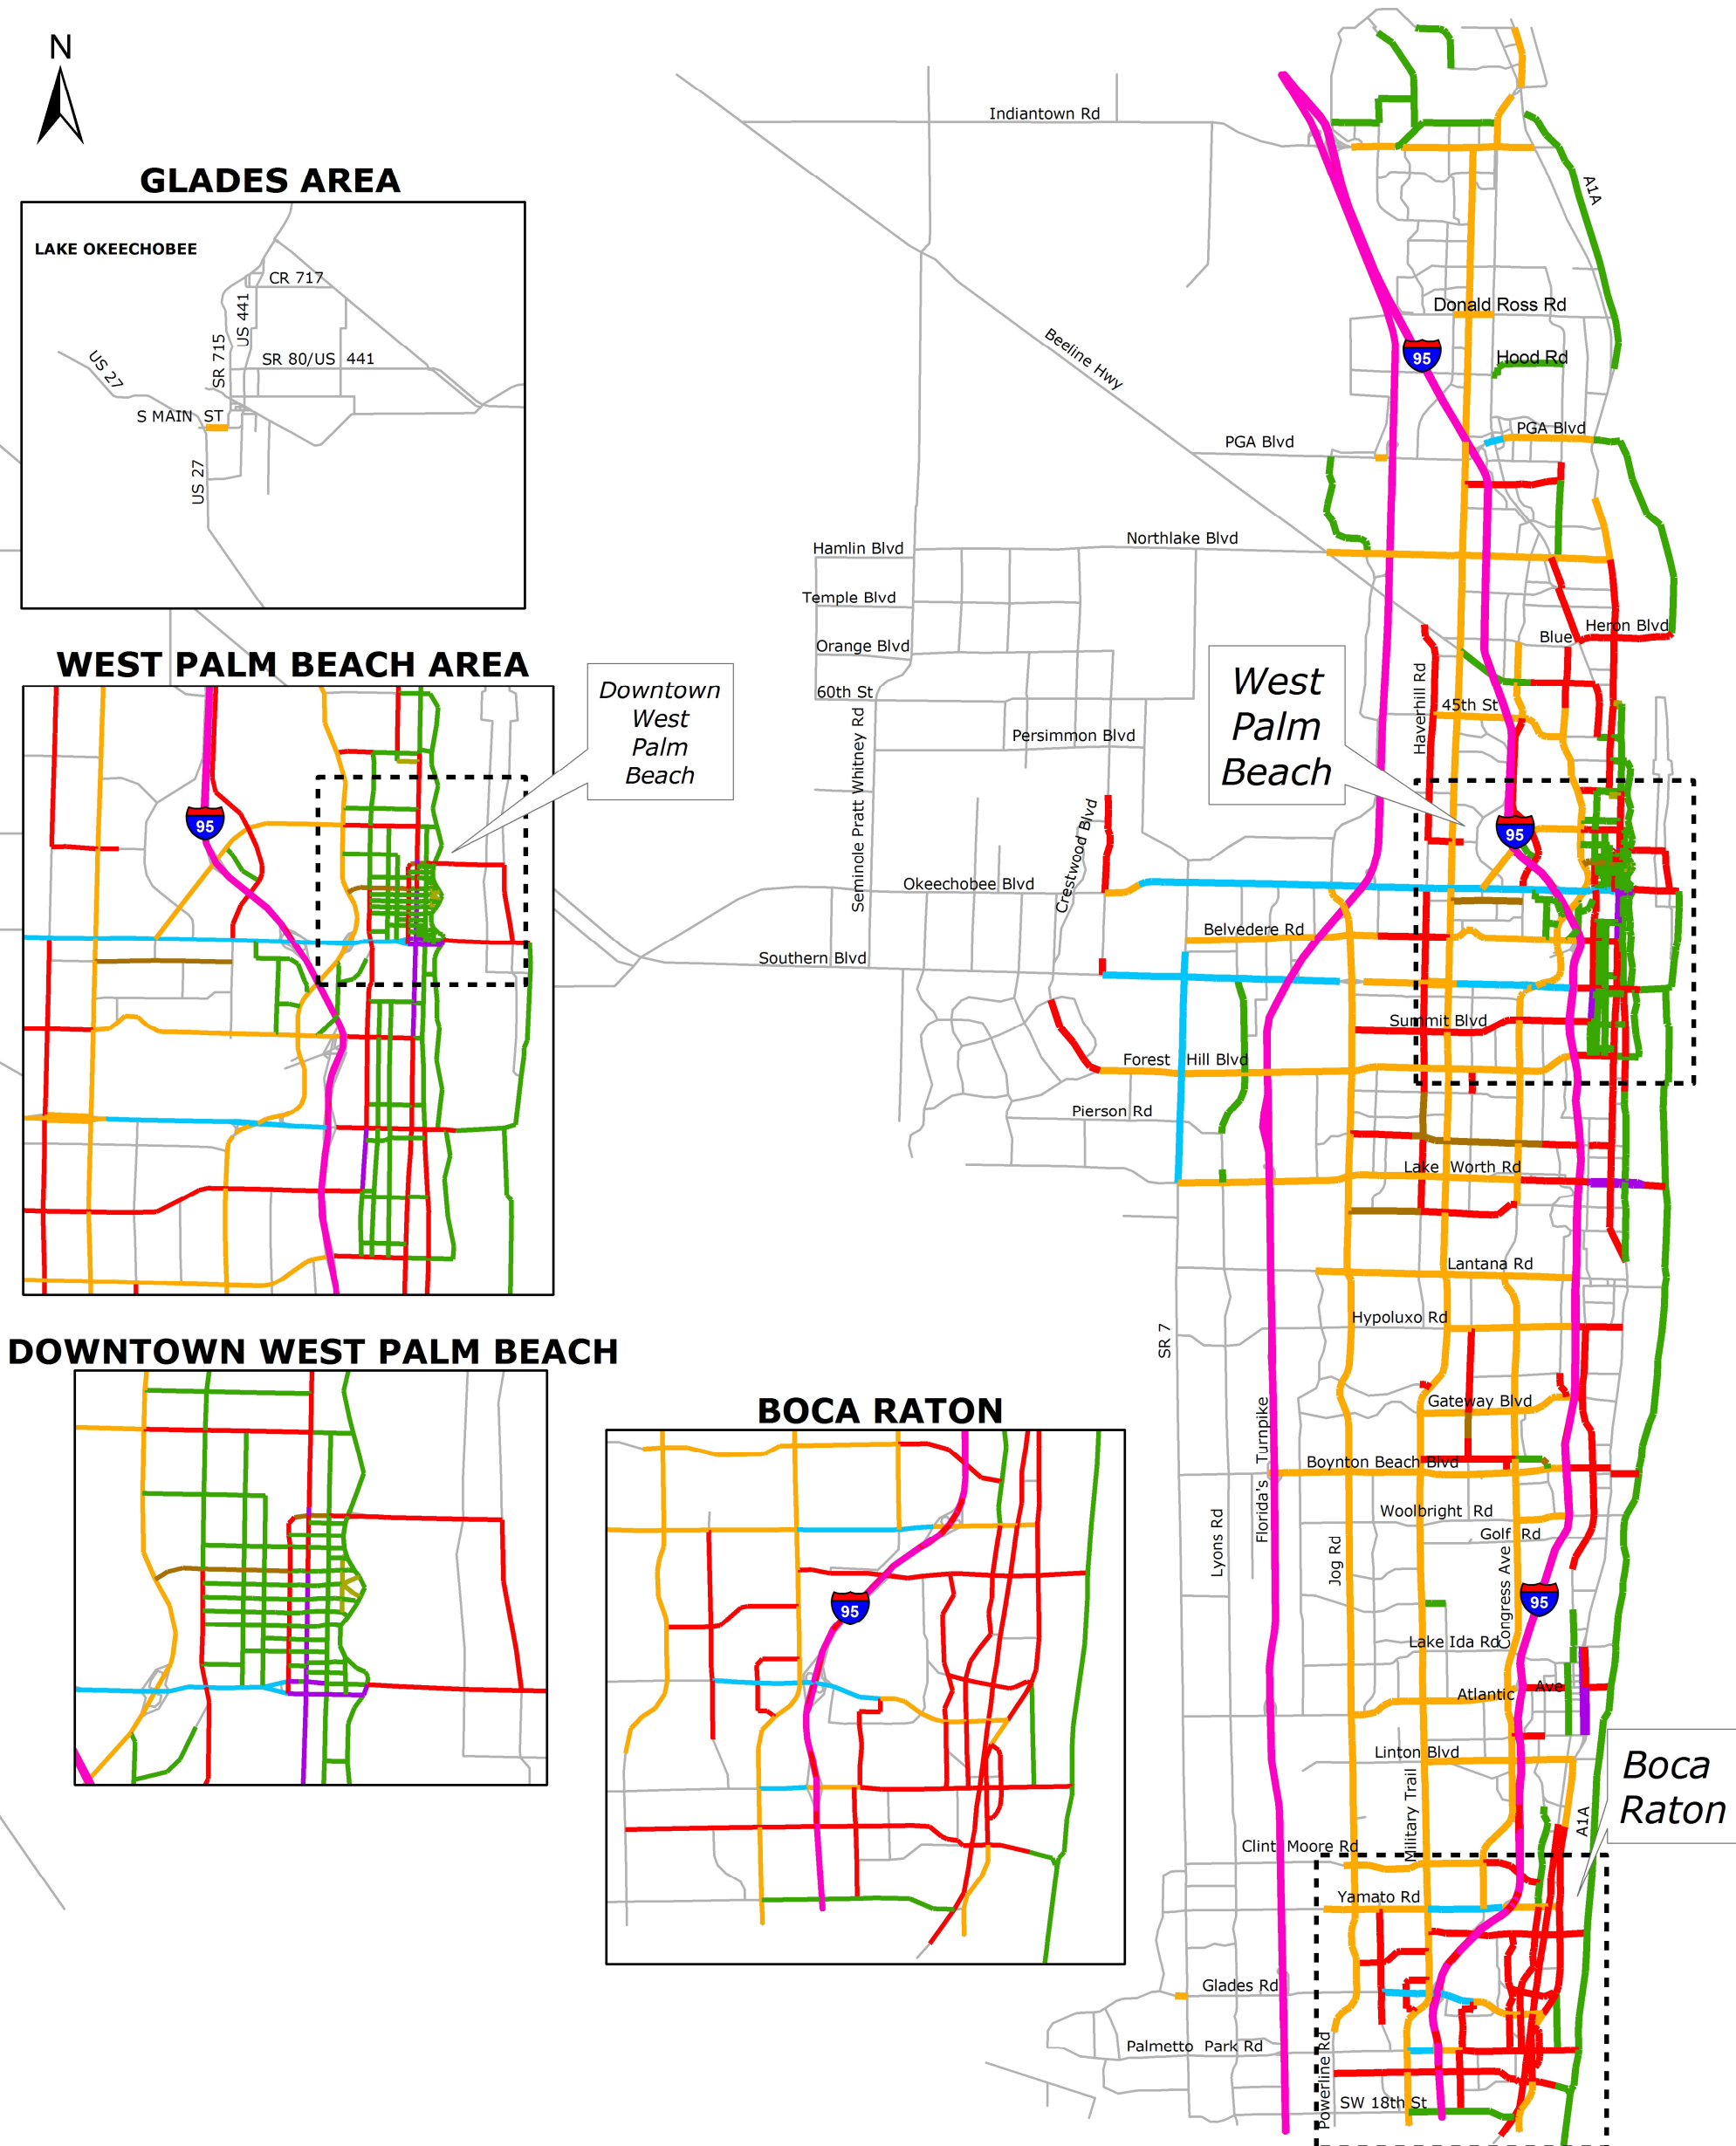 N
GLADES AREA
LAKE OKEECHOBEE
CR 717
US 441
SR 715
SR 80/US 441
US 27
S MAIN ST
US 27
WEST PALM BEACH AREA
95
Downtown
West
Palm
Beach
DOWNTOWN WEST PALM BEACH
BOCA RATON
95
Indiantown Rd
A1A
Donald Ross Rd
95
Hood Rd
Beeline Hwy
PGA Blvd
PGA Blvd
Hamlin Blvd
Northlake Blvd
Temple Blvd
Orange Blvd
60th St
Blue Heron Blvd
West
Palm
Beach
Haverhill Rd
45th St
Persimmon Blvd
Seminole Pratt Whitney Rd
Crestwood Blvd
95
Okeechobee Blvd
Belvedere Rd
Southern Blvd
Summit Blvd
Forest Hill Blvd
Pierson Rd
Lake Worth Rd
Lantana Rd
Hypoluxo Rd
SR 7
Gateway Blvd
Florida's Turnpike
Boynton Beach Blvd
Woolbright Rd
Golf Rd
Lyons Rd
Jog Rd
Congress Ave
95
Lake Ida Rd
Atlantic Ave
Linton Blvd
Military Trail
A1A
Boca
Raton
Clint Moore Rd
Yamato Rd
Glades Rd
Palmetto Park Rd
Powerline Rd
SW 18th St